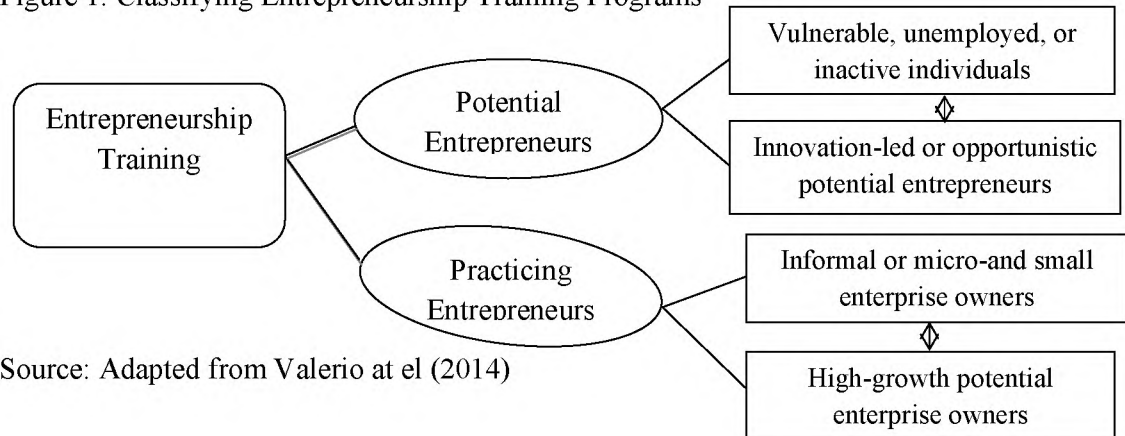 Figure 1: Classifying Entrepreneurship Training Programs
Entrepreneurship
Training
Potential
Entrepreneurs
Vulnerable, unemployed, or
inactive individuals
Innovation-led or opportunistic
potential entrepreneurs
Practicing
Entrepreneurs
Informal or micro-and small
enterprise owners
High-growth potential
enterprise owners
Source: Adapted from Valerio at el (2014)